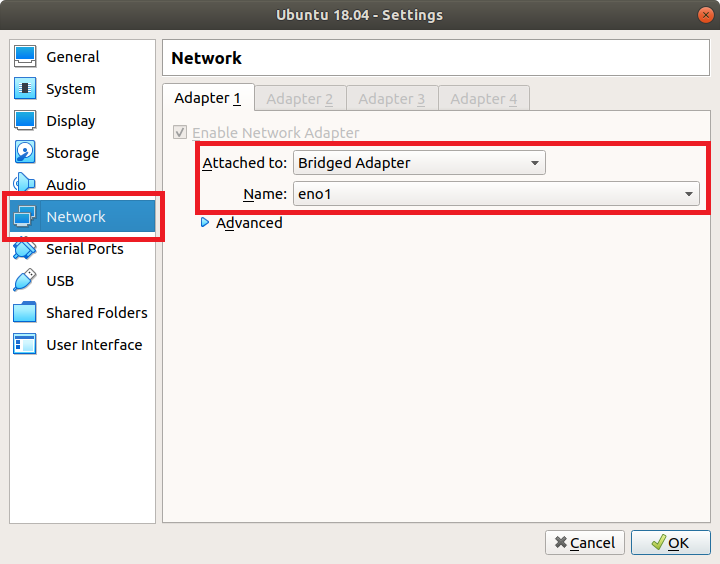 Ubuntu 18.04 - Settings
General
System
Display
Storage
Audio
Network
Serial Ports
USB
Shared Folders
User Interface
Network
Adapter 1 Adapter 2 Adapter 3 Adapter 4
Enable Network Adapter
Attached to: Bridged Adapter
Name: eno1
Advanced
Cancel OK